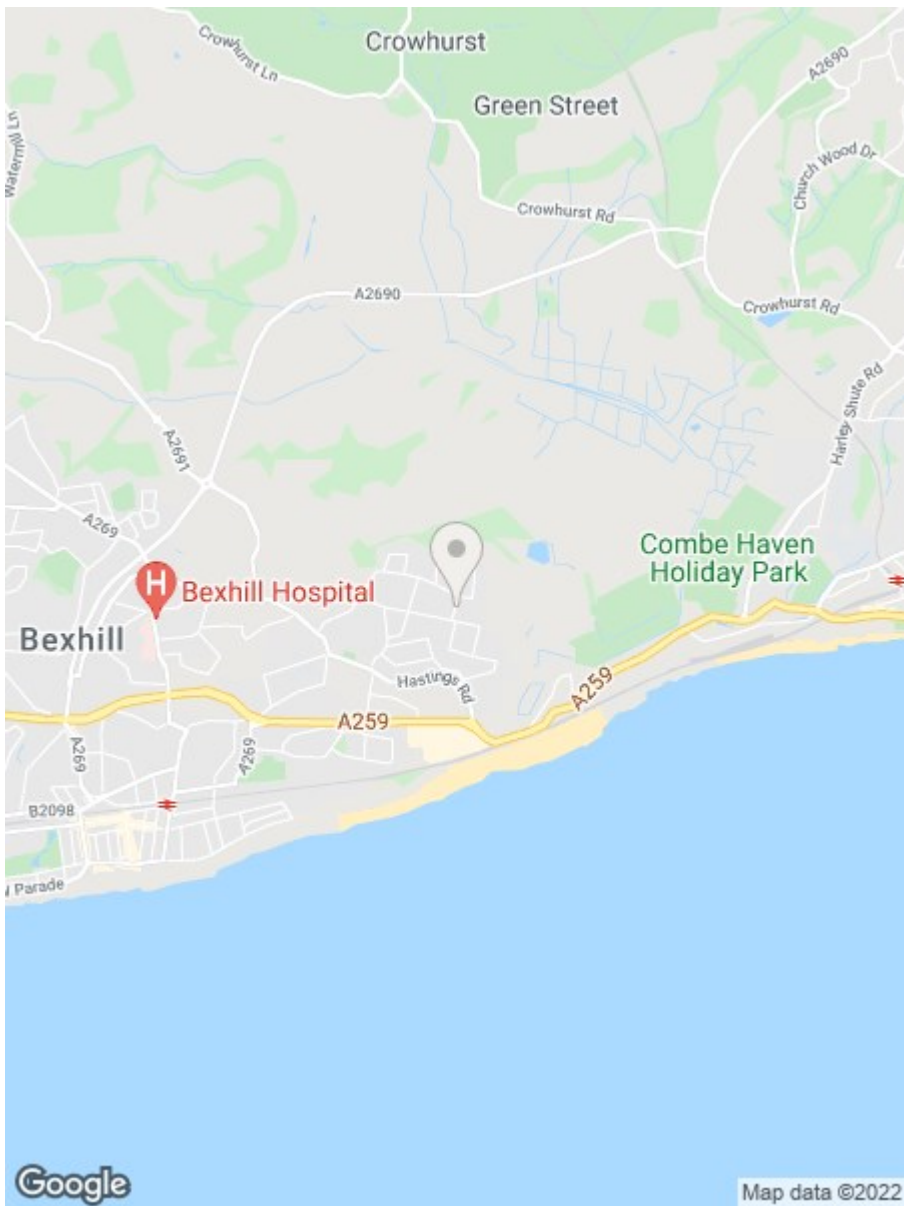 Crowhurst
Crowhurst Ln
A2690
Green Street
Watermill Ln
Church Wood Dr
Crowhurst Rd
A2690
Crowhurst Rd
Harley Shute Rd
A2691
A269
Combe Haven
Holiday Park
H
Bexhill Hospital
Bexhill
Hastings Rd
A259
A259
A269
A269
B2098
Parade
Google
Map data ©2022